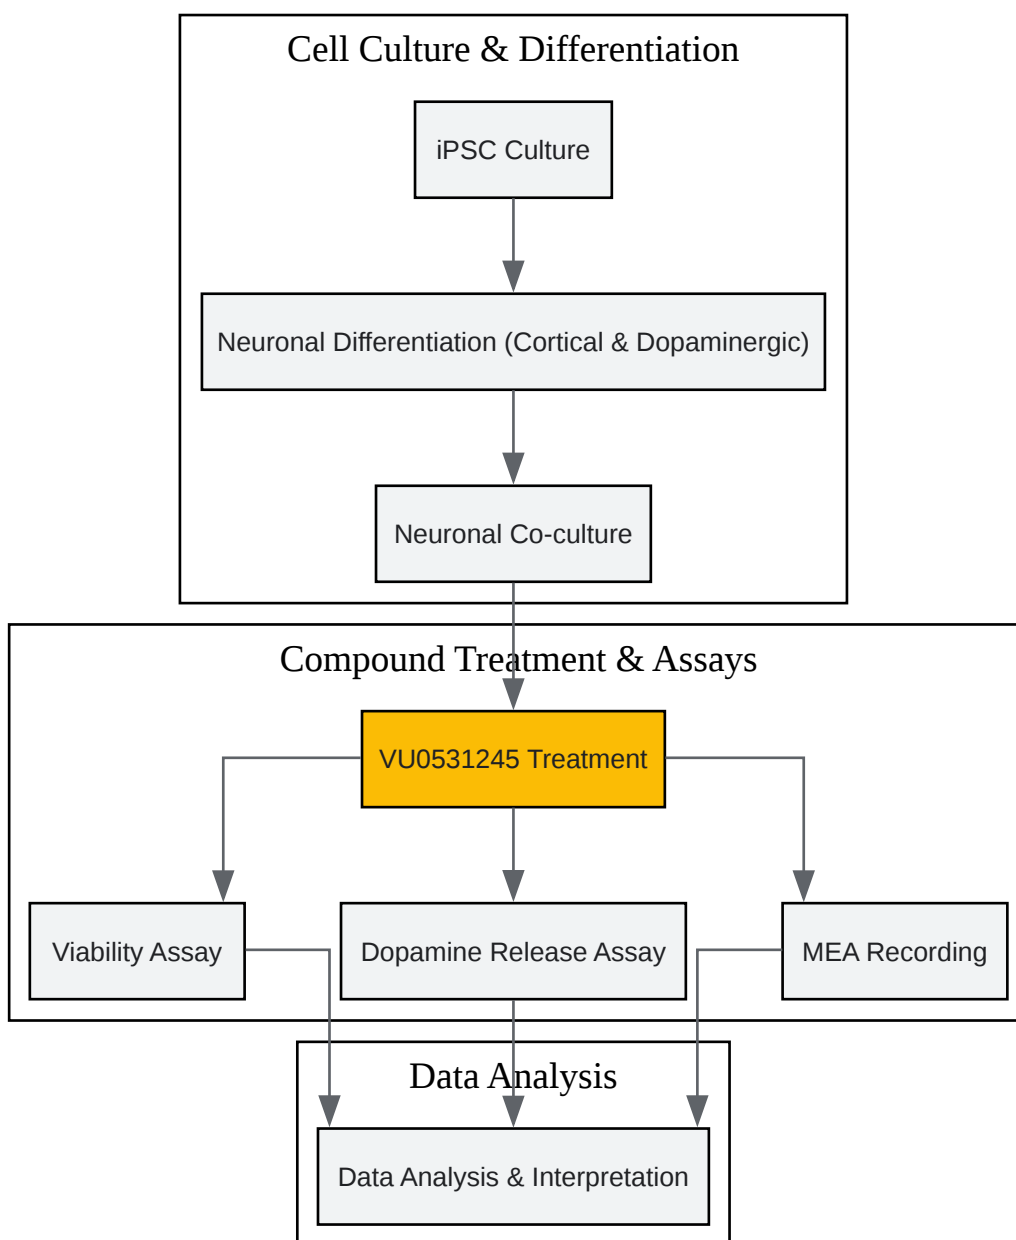 Cell Culture & Differentiation
iPSC Culture
Neuronal Differentiation (Cortical & Dopaminergic)
Neuronal Co-culture
Compound Treatment & Assays
VU0531245 Treatment
Viability Assay
Dopamine Release Assay
MEA Recording
Data Analysis
Data Analysis & Interpretation